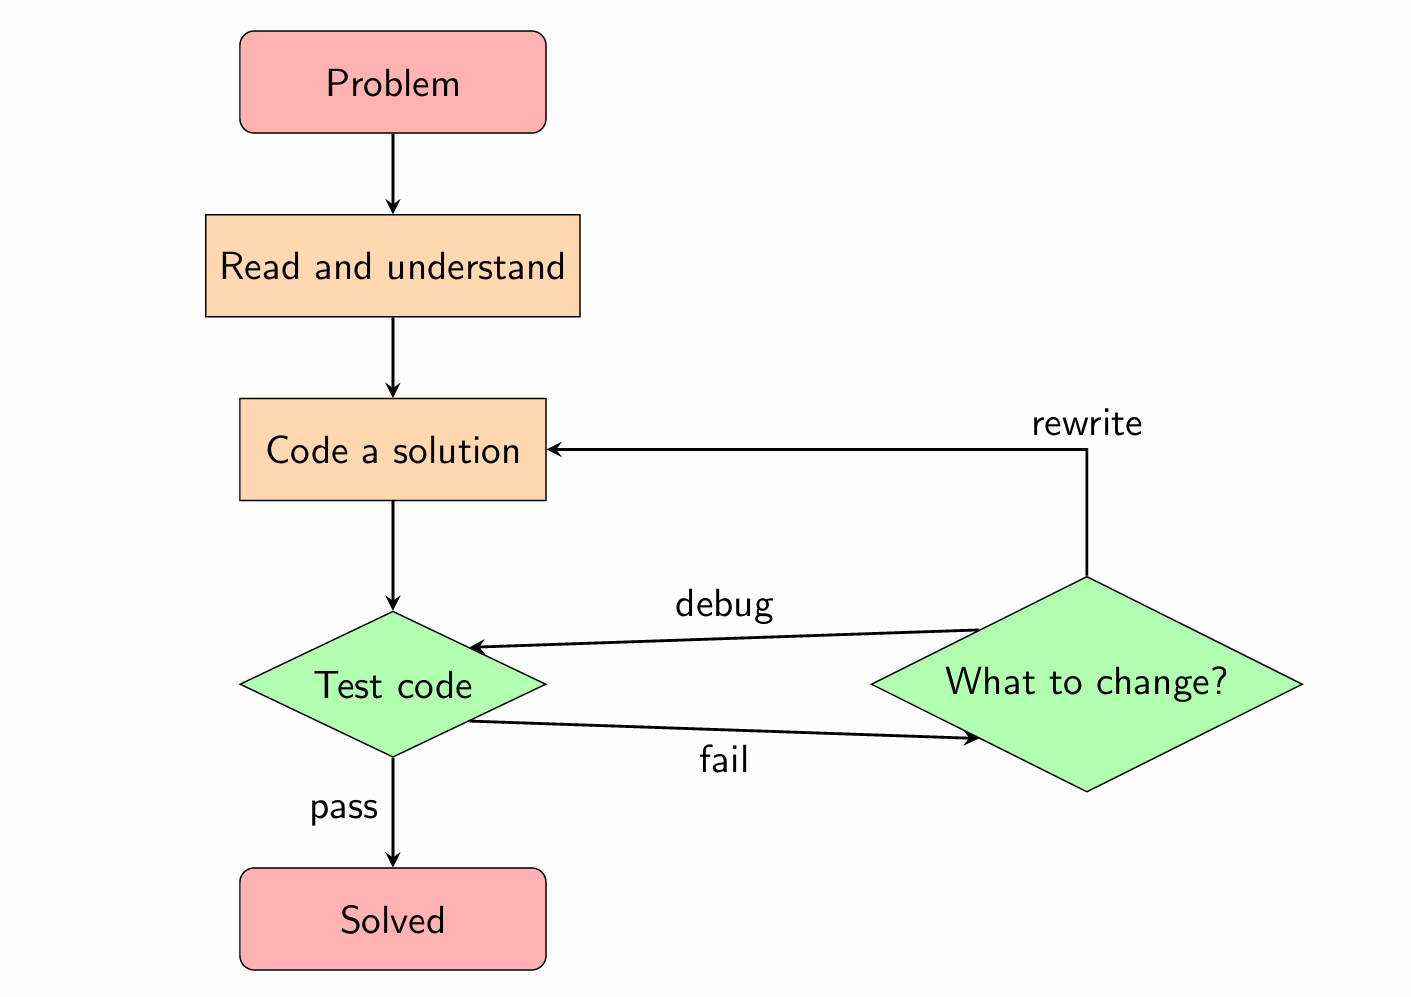 Problem
Read and understand
Code a solution
rewrite
debug
Test code
What to change?
fail
pass
Solved